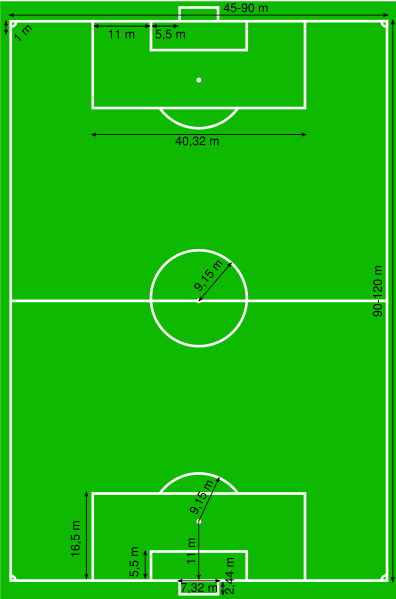 45-90 m
1 m
11 m
5,5 m
40,32 m
9,15 m
90-120 m
9,15 m
16,5 m
11 m
5,5 m
2,44 m
7,32 m